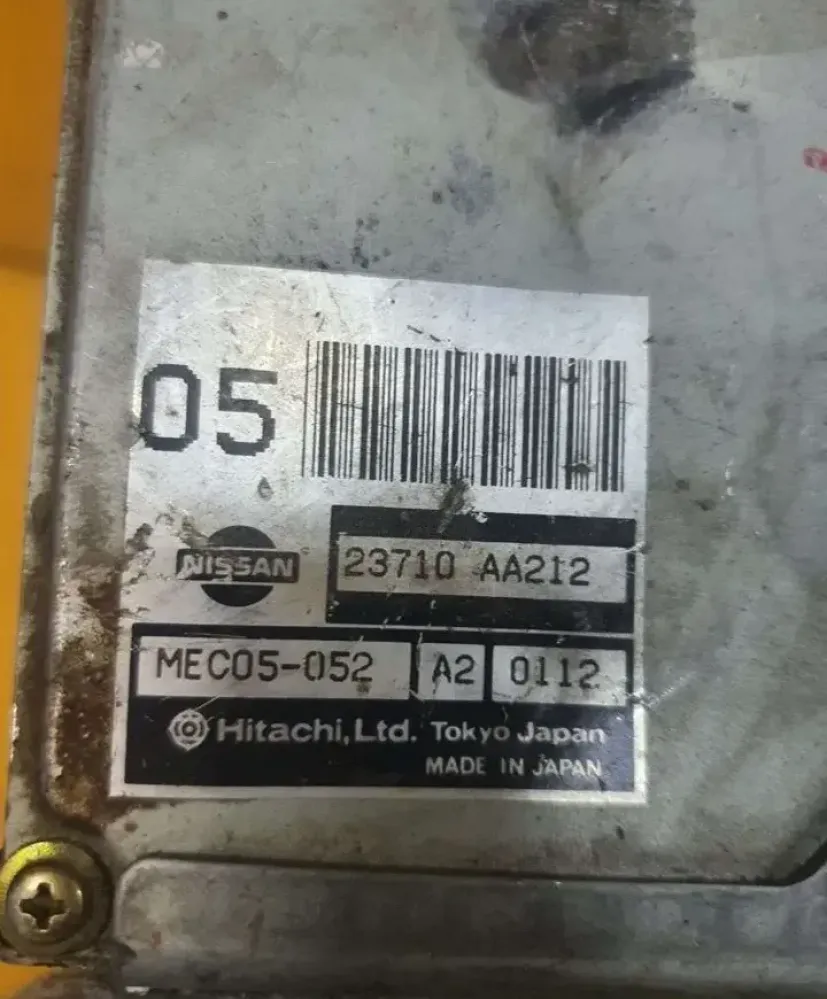 05
NISSAN
23710 AA212
MEC05-052 A2 0112
Hitachi, Ltd. Tokyo Japan
MADE IN JAPAN